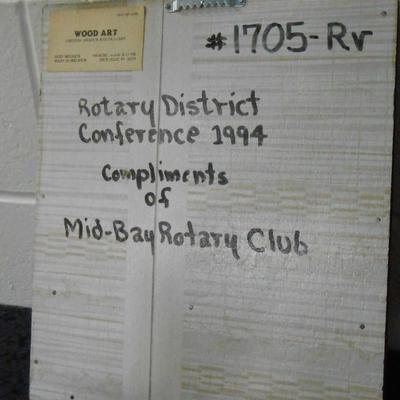 WOOD ART
#1705-Rv
Rotary District
Conference 1994
Compliments
of
Mid-Bay Rotary Club